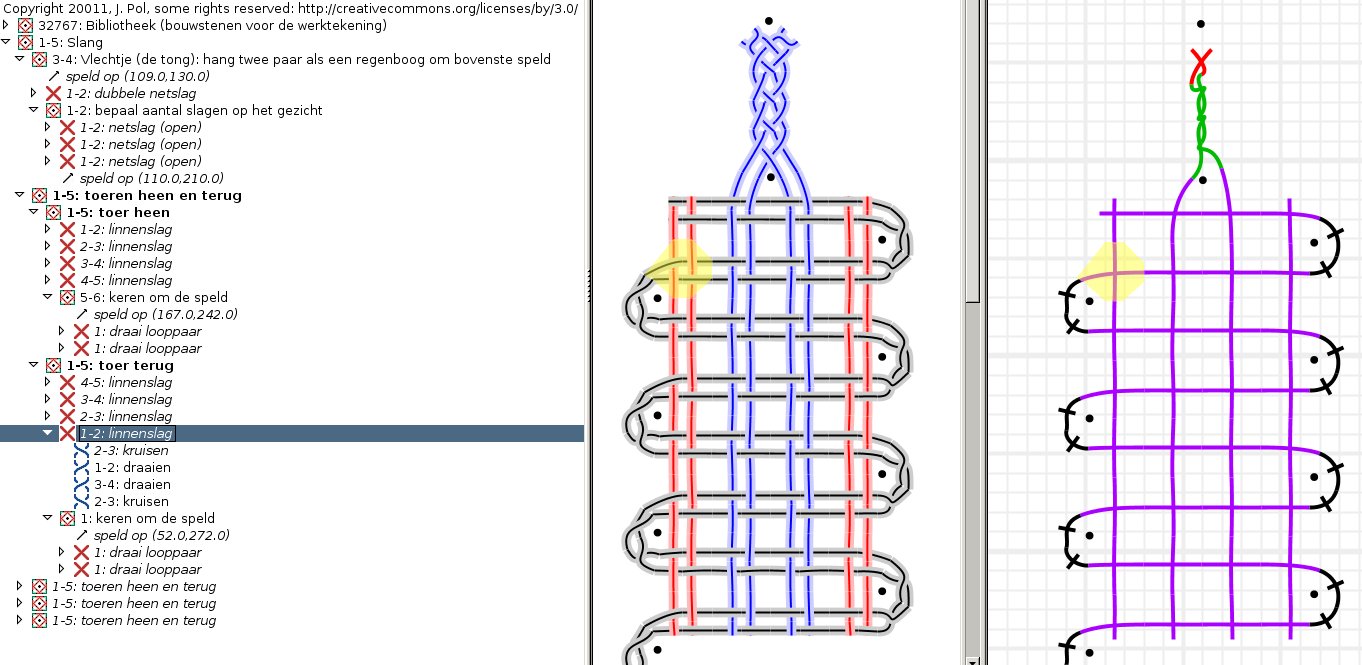 Copyright 20011, J. Pol, some rights reserved: http://creativecommons.org/licenses/by/3.0/
32767: Bibliotheek (bouwstenen voor de werktekening)
1-5: Slang
3-4: Vlechtje (de tong): hang twee paar als een regenboog om bovenste speld
speld op (109.0,130.0)
1-2: dubbele netslag
1-2: bepaal aantal slagen op het gezicht
1-2: netslag (open)
1-2: netslag (open)
1-2: netslag (open)
speld op (110.0,210.0)
1-5: toeren heen en terug
1-5: toer heen
1-2: linnenslag
2-3: linnenslag
3-4: linnenslag
4-5: linnenslag
5-6: keren om de speld
speld op (167.0,242.0)
1: draai looppaar
1: draai looppaar
1-5: toer terug
4-5: linnenslag
3-4: linnenslag
2-3: linnenslag
1-2: linnenslag
2-3: kruisen
1-2: draaien
3-4: draaien
2-3: kruisen
1: keren om de speld
speld op (52.0,272.0)
1: draai looppaar
1: draai looppaar
1-5: toeren heen en terug
1-5: toeren heen en terug
1-5: toeren heen en terug